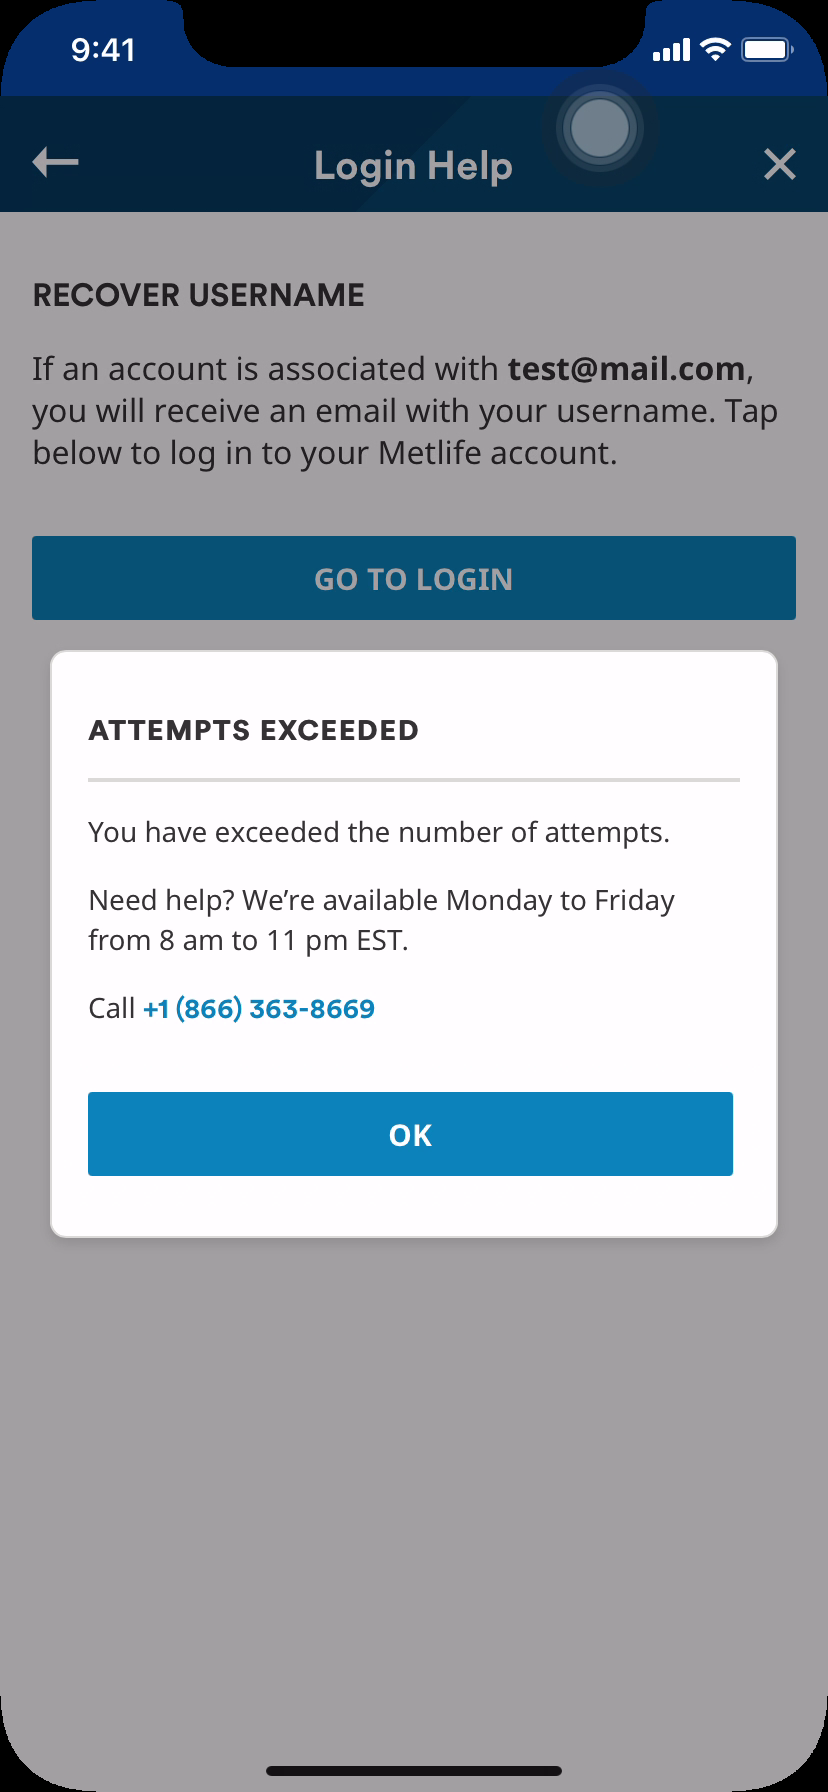 9:41
Login Help
RECOVER USERNAME
If an account is associated with test@mail.com,
you will receive an email with your username. Tap
below to log in to your Metlife account.
GO TO LOGIN
ATTEMPTS EXCEEDED
You have exceeded the number of attempts.
Need help? We’re available Monday to Friday
from 8 am to 11 pm EST.
Call +1 (866) 363-8669
OK